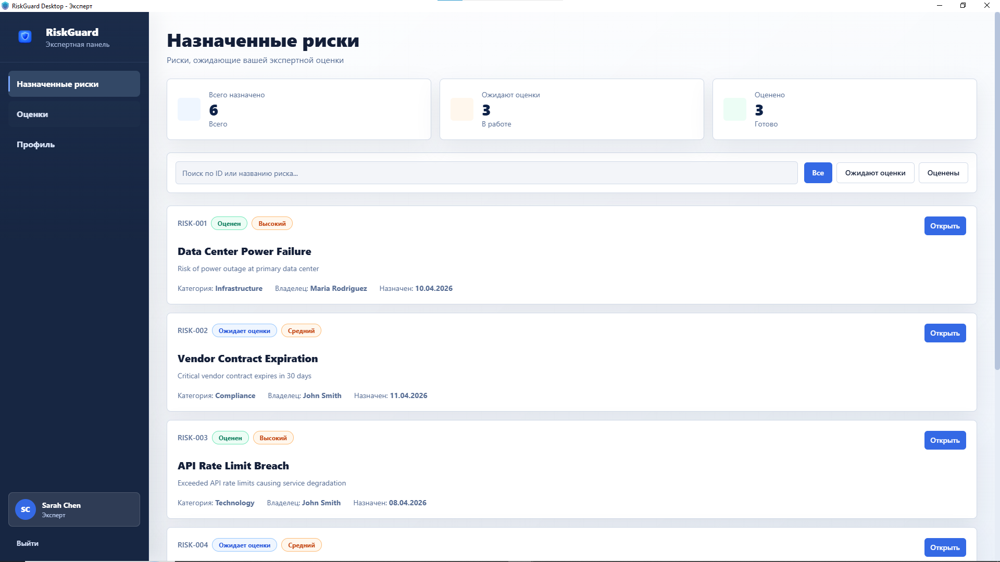 RiskGuard Desktop - Эксперт
RiskGuard
Экспертная панель
Назначенные риски
Оценки
Профиль
SC
Sarah Chen
Эксперт
Выйти
Назначенные риски
Риски, ожидающие вашей экспертной оценки
Всего назначено
6
Всего
Ожидают оценки
3
В работе
Оценено
3
Готово
Поиск по ID или названию риска...
Все
Ожидают оценки
Оценены
RISK-001 Оценен Высокий
Открыть
Data Center Power Failure
Risk of power outage at primary data center
Категория: Infrastructure Владелец: Maria Rodriguez Назначен: 10.04.2026
RISK-002 Ожидает оценки Средний
Открыть
Vendor Contract Expiration
Critical vendor contract expires in 30 days
Категория: Compliance Владелец: John Smith Назначен: 11.04.2026
RISK-003 Оценен Высокий
Открыть
API Rate Limit Breach
Exceeded API rate limits causing service degradation
Категория: Technology Владелец: John Smith Назначен: 08.04.2026
RISK-004 Ожидает оценки Средний
Открыть